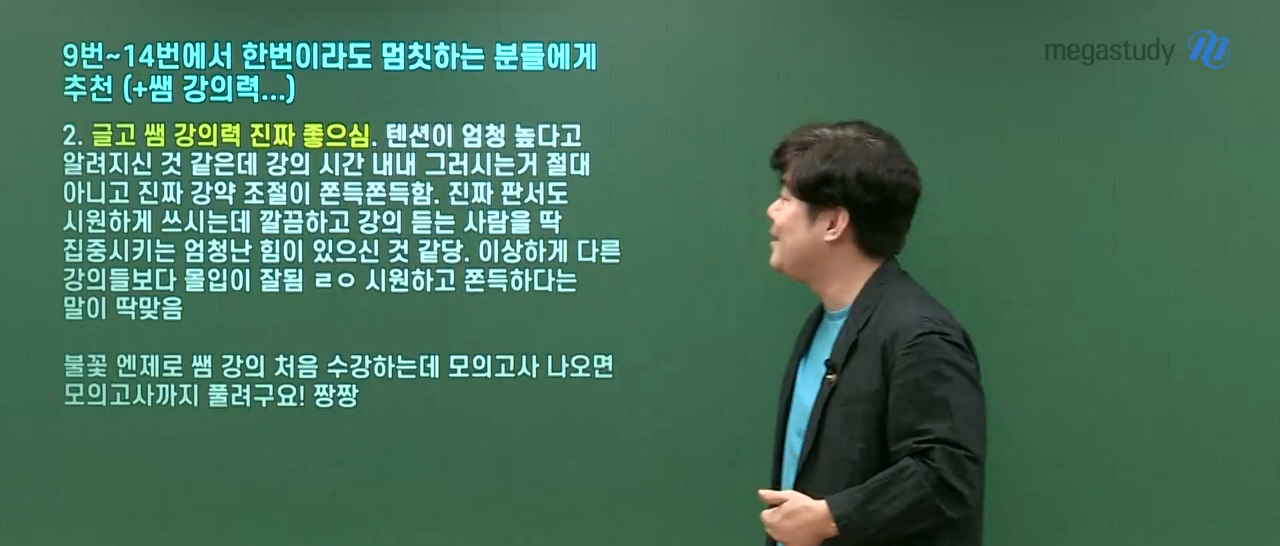 9번~14번에서 한번이라도 멈칫하는 분들에게
추천 (+쌤 강의력...)
2. 글고 쌤 강의력 진짜 좋으심. 텐션이 엄청 높다고
알려지신 것 같은데 강의 시간 내내 그러시는거 절대
아니고 진짜 강약 조절이 쫀득쫀득함. 진짜 판서도
시원하게 쓰시는데 깔끔하고 강의 듣는 사람을 딱
집중시키는 엄청난 힘이 있으신 것 같당. 이상하게 다른
강의들보다 몰입이 잘됨 ㄹㅇ 시원하고 쫀득하다는
말이 딱맞음
불꽃 엔제로 쌤 강의 처음 수강하는데 모의고사 나오면
모의고사까지 풀려구요! 짱짱
megastudy